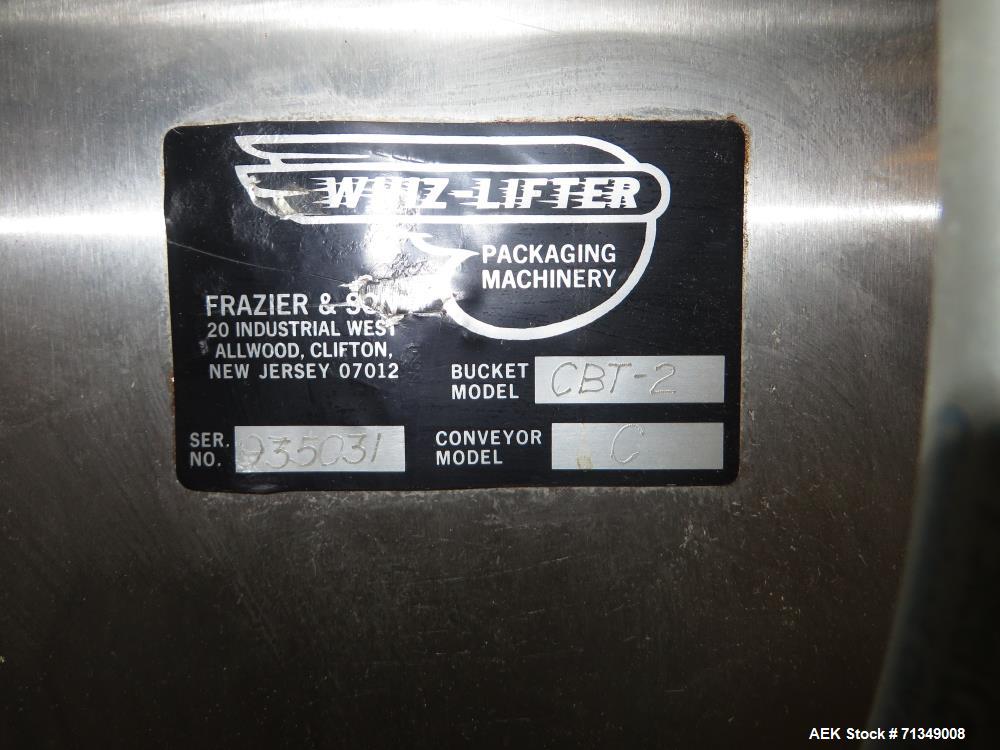 WHIZ-LIFTER
PACKAGING
MACHINERY
FRAZIER &
20 INDUSTRIAL WEST
ALLWOOD, CLIFTON,
NEW JERSEY 07012
BUCKET
MODEL
CBT-2
SER.
NO.
935031
CONVEYOR
MODEL
C
AEK Stock # 71349008